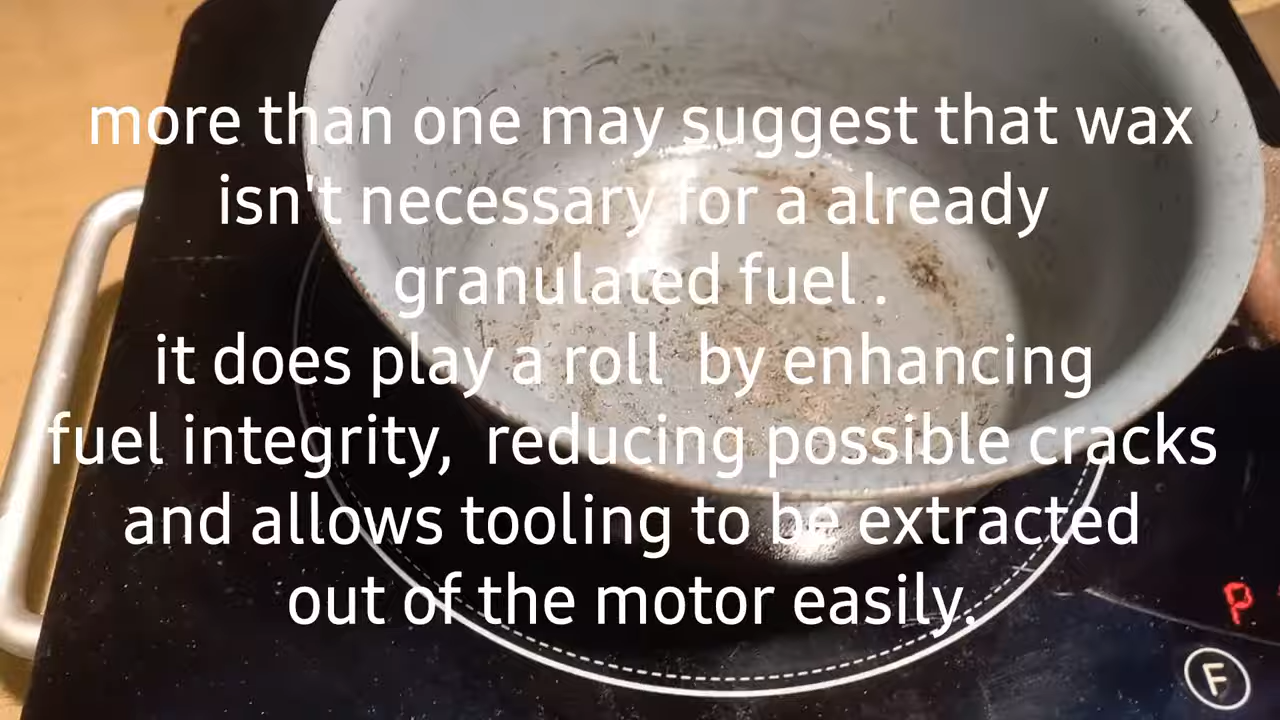 more than one may suggest that wax
isn't necessary for a already
granulated fuel .
it does play a roll  by enhancing
fuel integrity,  reducing possible cracks
and allows tooling to be extracted
out of the motor easily.
P
F